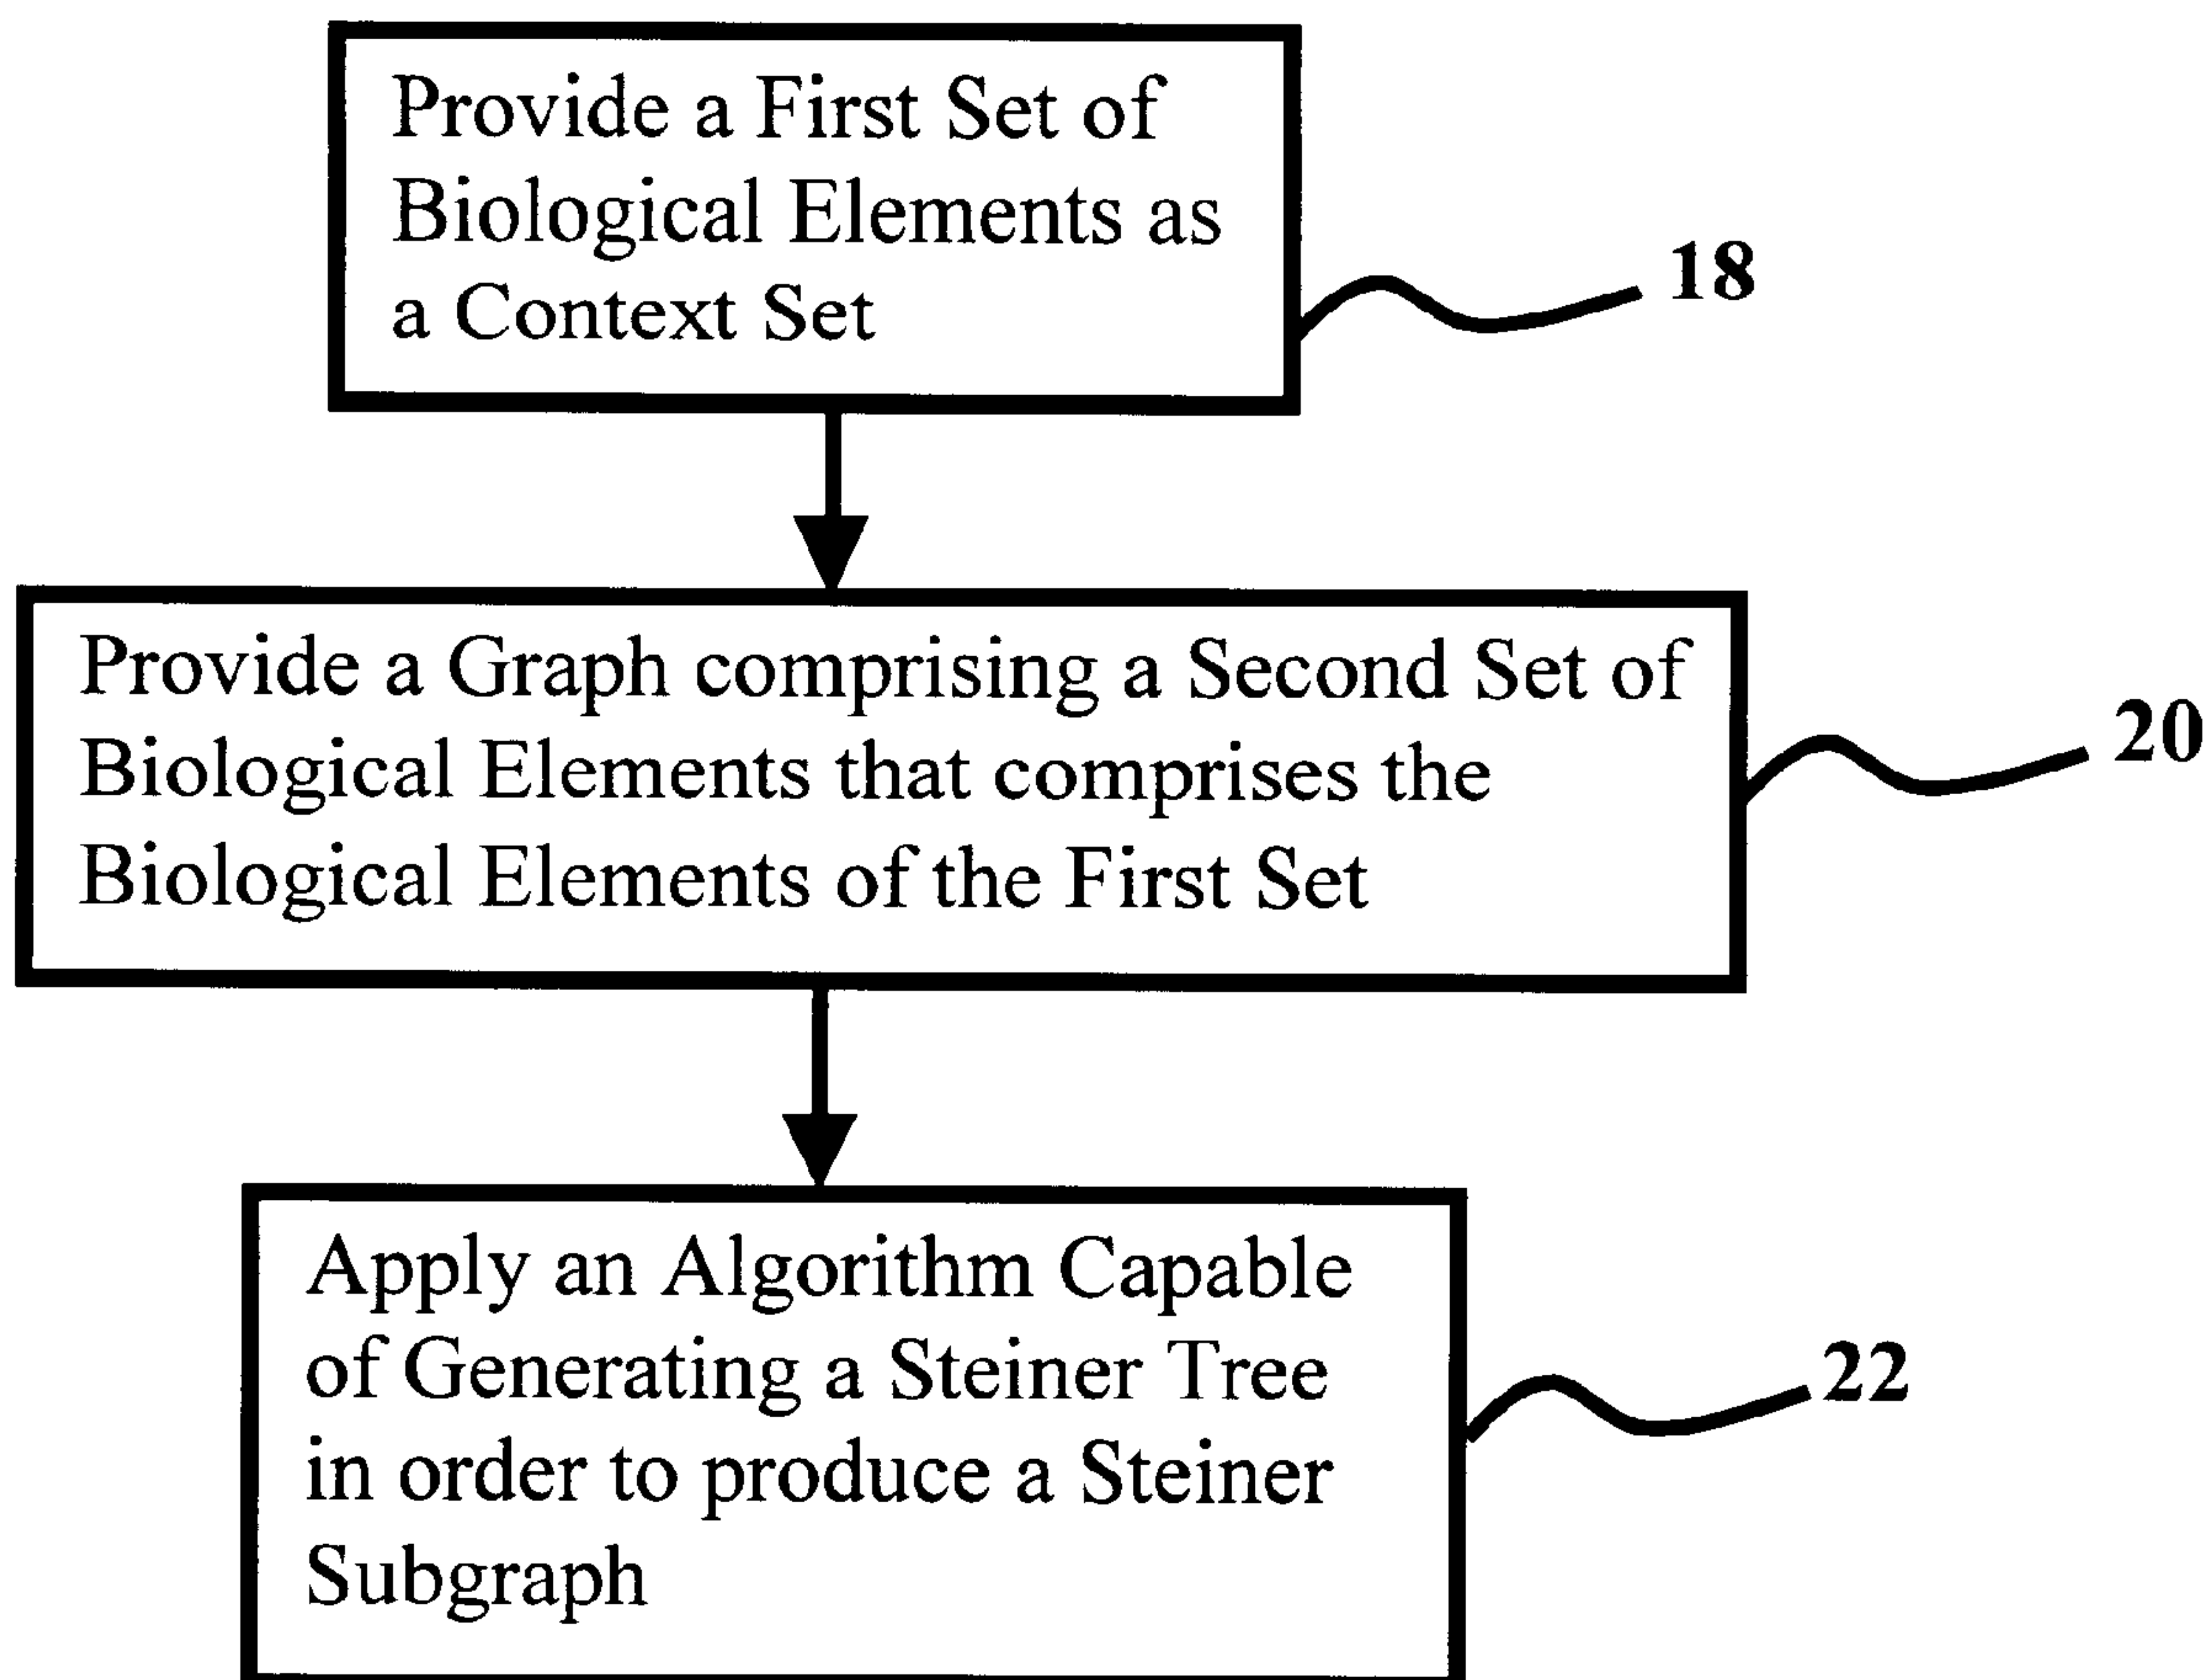 Provide a First Set of
Biological Elements as
a Context Set
18
Provide a Graph comprising a Second Set of
Biological Elements that comprises the
Biological Elements of the First Set
20
Apply an Algorithm Capable
of Generating a Steiner Tree
in order to produce a Steiner
Subgraph
22